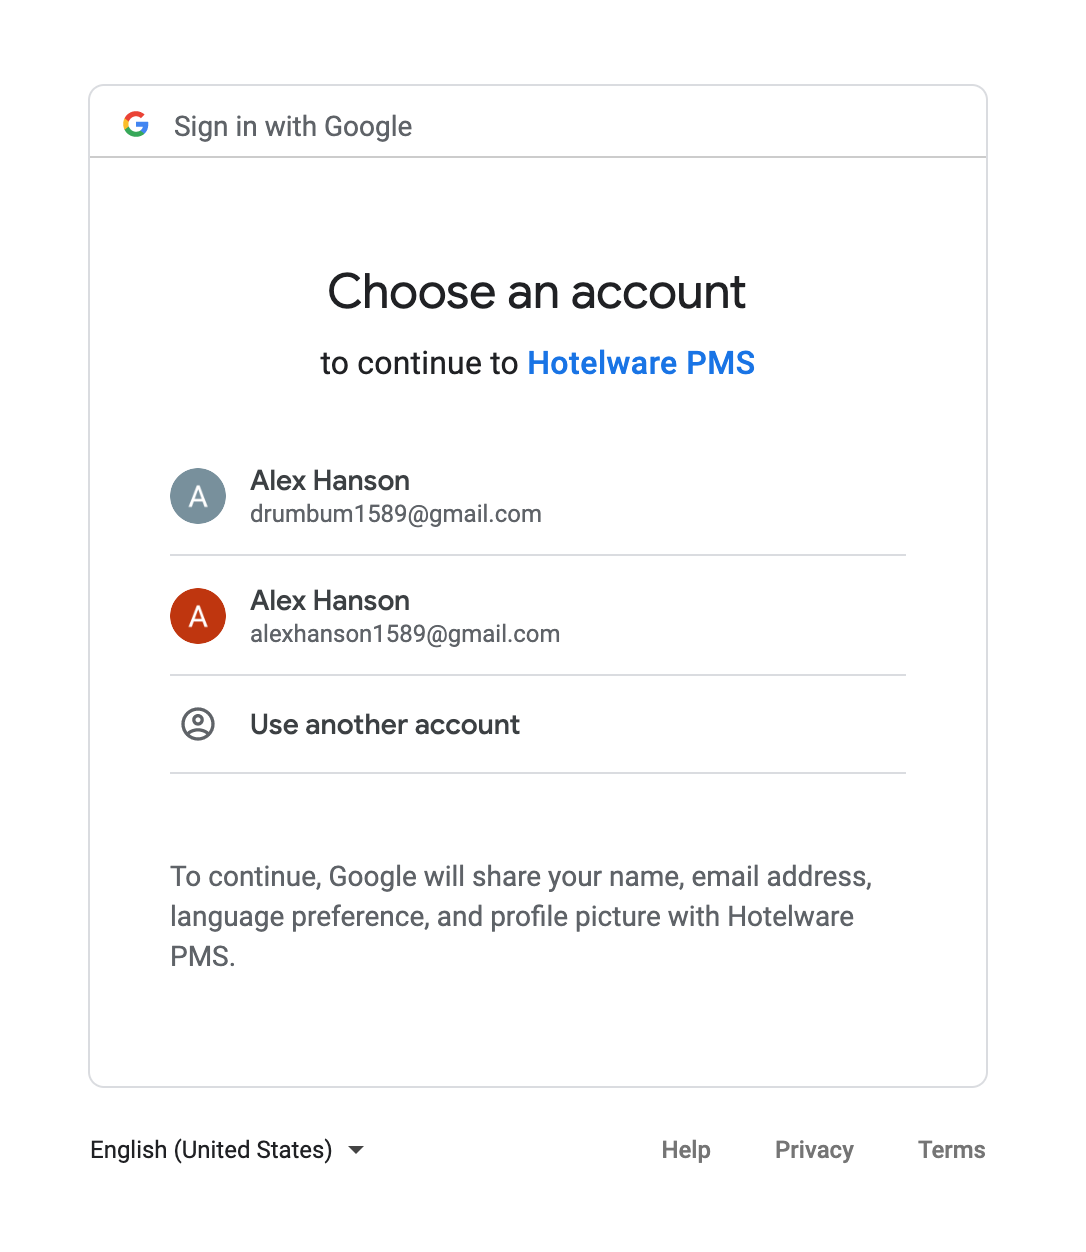 Sign in with Google
Choose an account
to continue to Hotelware PMS
A
Alex Hanson
drumbum1589@gmail.com
A
Alex Hanson
alexhanson1589@gmail.com
Use another account
To continue, Google will share your name, email address,
language preference, and profile picture with Hotelware
PMS.
English (United States)
Help
Privacy
Terms